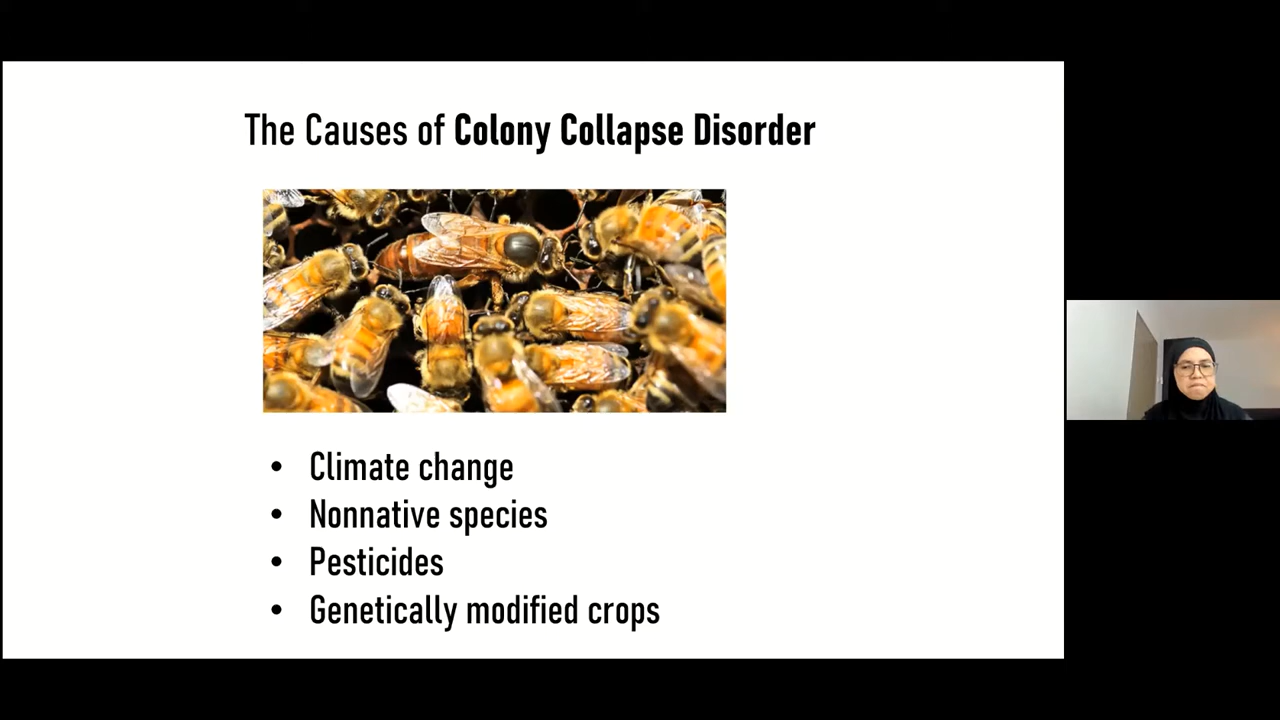 The Causes of Colony Collapse Disorder
• Climate change
• Nonnative species
• Pesticides
• Genetically modified crops